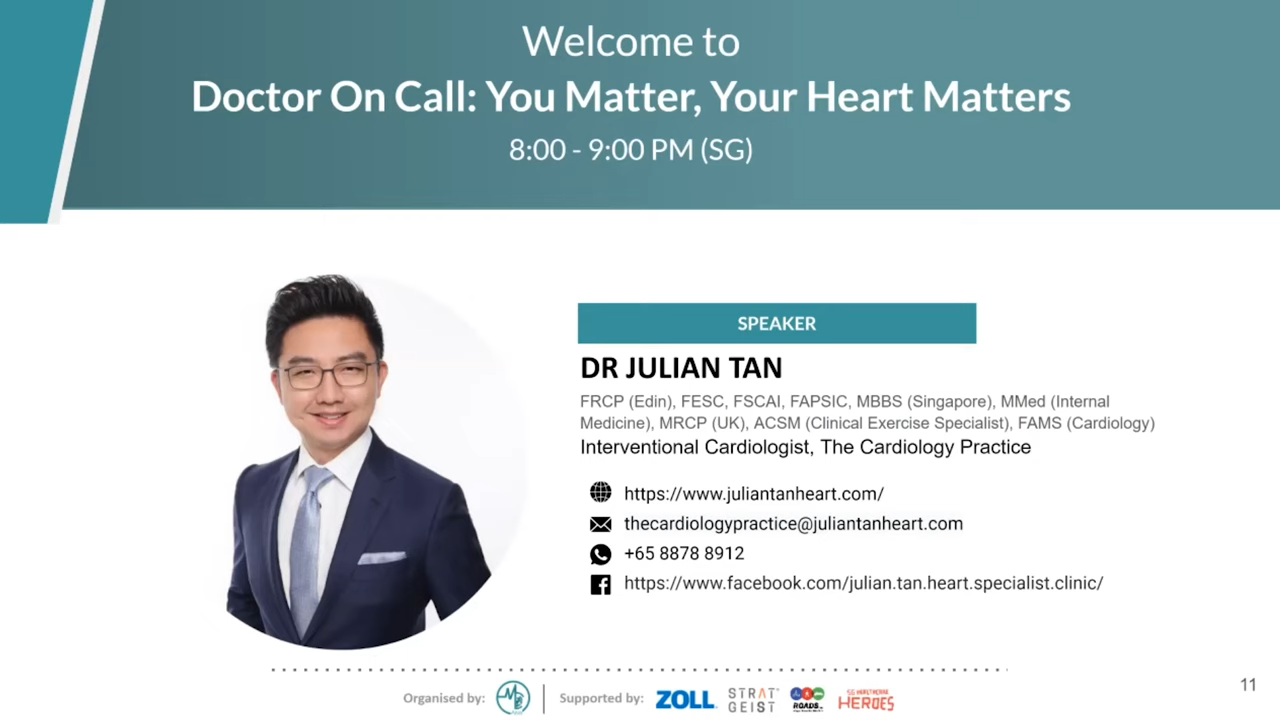 Welcome to
Doctor On Call: You Matter, Your Heart Matters
8:00 - 9:00 PM (SG)
SPEAKER
DR JULIAN TAN
FRCP (Edin), FESC, FSCAI, FAPSIC, MBBS (Singapore), MMed (Internal
Medicine), MRCP (UK), ACSM (Clinical Exercise Specialist), FAMS (Cardiology)
Interventional Cardiologist, The Cardiology Practice
https://www.juliantanheart.com/
thecardiologypractice@juliantanheart.com
+65 8878 8912
https://www.facebook.com/julian.tan.heart.specialist.clinic/
Organised by:
Supported by:
ZOLL
STRAT
GEIST
ROADS
SG HEARTBEAT
HEROES
11